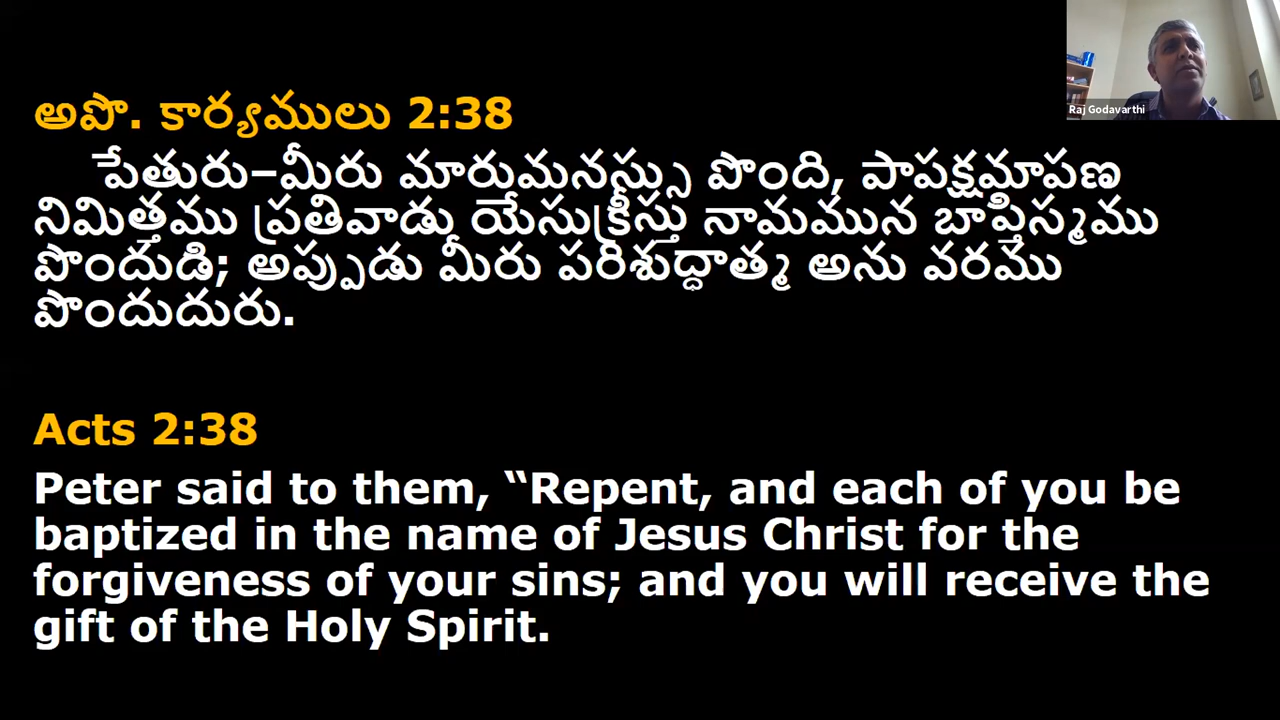 Raj Godavarthi
అపొ. కార్యములు 2:38
పేతురు–మీరు మారుమనస్సు పొంది, పాపక్షమాపణ
నిమిత్తము ప్రతివాడు యేసుక్రీస్తు నామమున బాప్తిస్మము
పొందుడి; అప్పుడు మీరు పరిశుద్ధాత్మ అను వరము
పొందుదురు.
Acts 2:38
Peter said to them, “Repent, and each of you be
baptized in the name of Jesus Christ for the
forgiveness of your sins; and you will receive the
gift of the Holy Spirit.